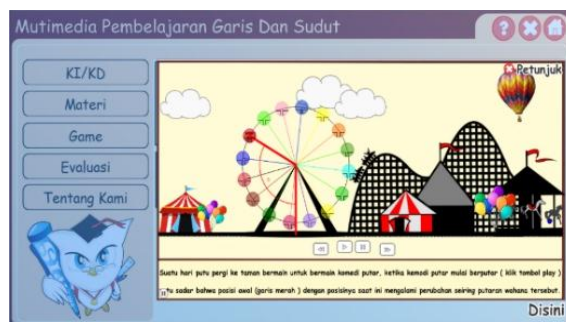 Mutimedia Pembelajaran Garis Dan Sudut
KI/KD
Materi
Game
Evaluasi
Tentang Kami
Petunjuk
Suatu hari putu pergi ke taman bermain untuk bermain komedi putar, ketika kemodi putar mulai berputar ( klik tombol play )
tu sadar bahwa posisi awal (garis merah ) dengan posisinya saat ini mengalami perubahan seiring putaran wahana tersebut.
Disini